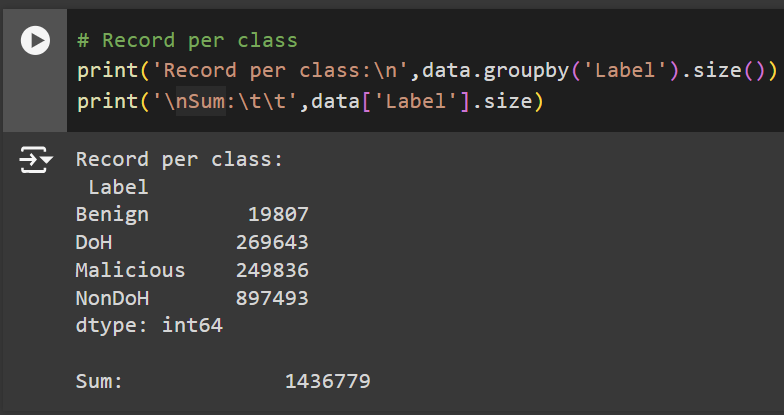 # Record per class
print('Record per class:\n',data.groupby('Label').size())
print('\nSum:\t\t',data['Label'].size)
Record per class:
 Label
Benign        19807
DoH          269643
Malicious    249836
NonDoH       897493
dtype: int64
Sum:             1436779